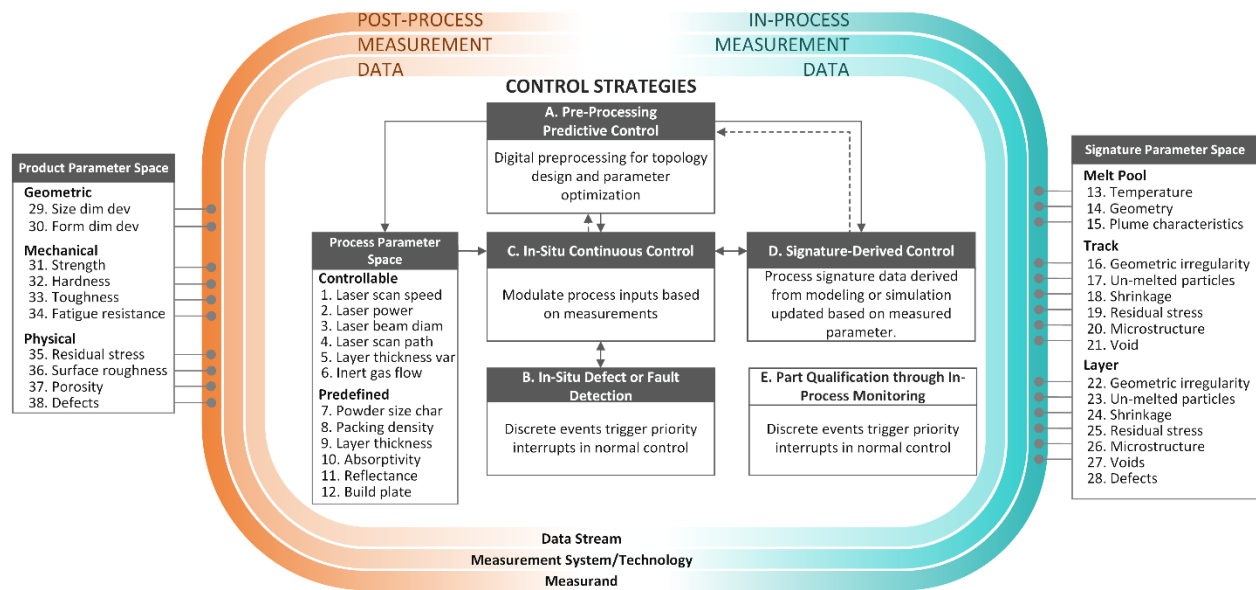 POST-PROCESS
MEASUREMENT
DATA
IN-PROCESS
MEASUREMENT
DATA
CONTROL STRATEGIES
A. Pre-Processing
Predictive Control
Digital preprocessing for topology
design and parameter
optimization
Product Parameter Space
Geometric
29. Size dim dev
30. Form dim dev
Mechanical
31. Strength
32. Hardness
33. Toughness
34. Fatigue resistance
Physical
35. Residual stress
36. Surface roughness
37. Porosity
38. Defects
Process Parameter
Space
Controllable
1. Laser scan speed
2. Laser power
3. Laser beam diam
4. Laser scan path
5. Layer thickness var
6. Inert gas flow
Predefined
7. Powder size char
8. Packing density
9. Layer thickness
10. Absorptivity
11. Reflectance
12. Build plate
C. In-Situ Continuous Control
Modulate process inputs based
on measurements
D. Signature-Derived Control
Process signature data derived
from modeling or simulation
updated based on measured
parameter.
B. In-Situ Defect or Fault
Detection
Discrete events trigger priority
interrupts in normal control
E. Part Qualification through In-
Process Monitoring
Discrete events trigger priority
interrupts in normal control
Signature Parameter Space
Melt Pool
13. Temperature
14. Geometry
15. Plume characteristics
Track
16. Geometric irregularity
17. Un-melted particles
18. Shrinkage
19. Residual stress
20. Microstructure
21. Void
Layer
22. Geometric irregularity
23. Un-melted particles
24. Shrinkage
25. Residual stress
26. Microstructure
27. Voids
28. Defects
Data Stream
Measurement System/Technology
Measurand